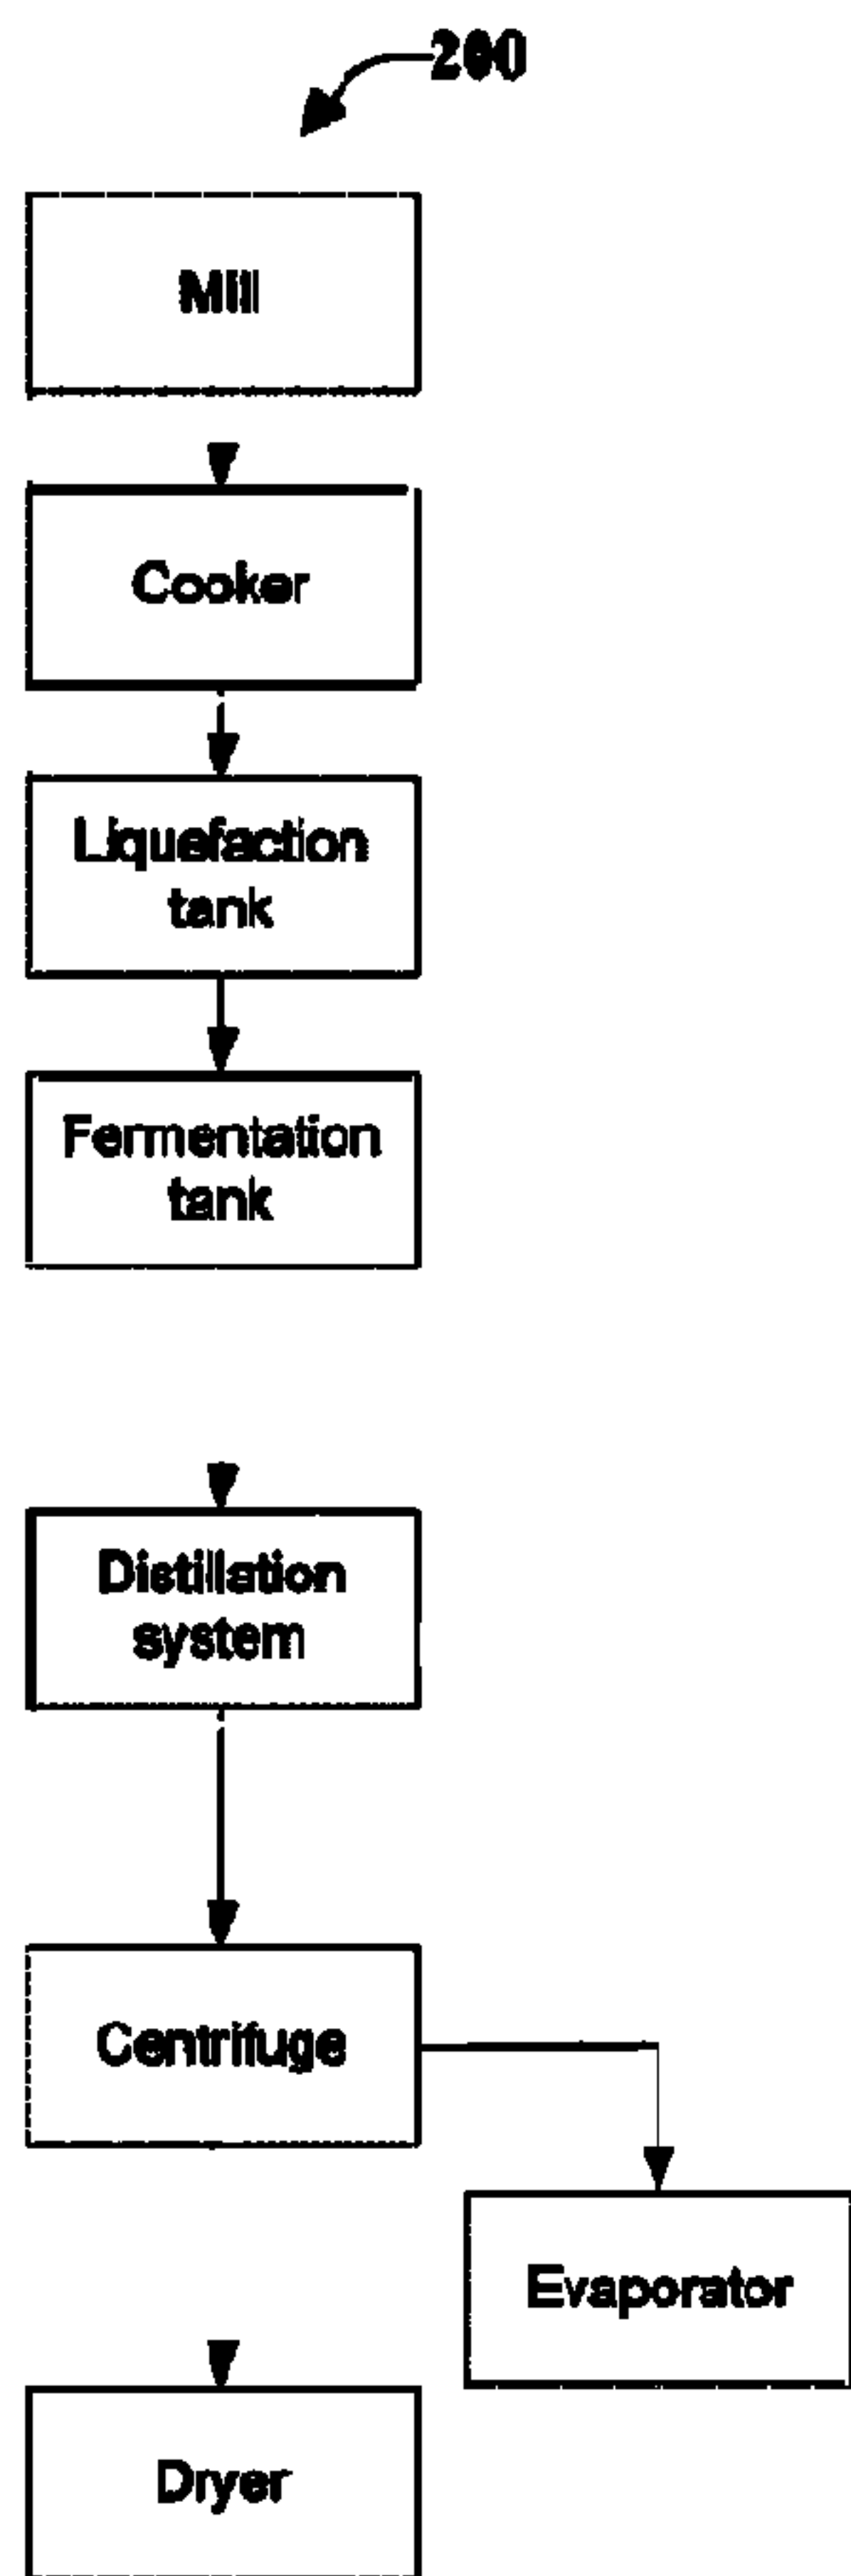 200
Mill
Cooker
Liquefaction
tank
Fermentation
tank
Distillation
system
Centrifuge
Evaporator
Dryer